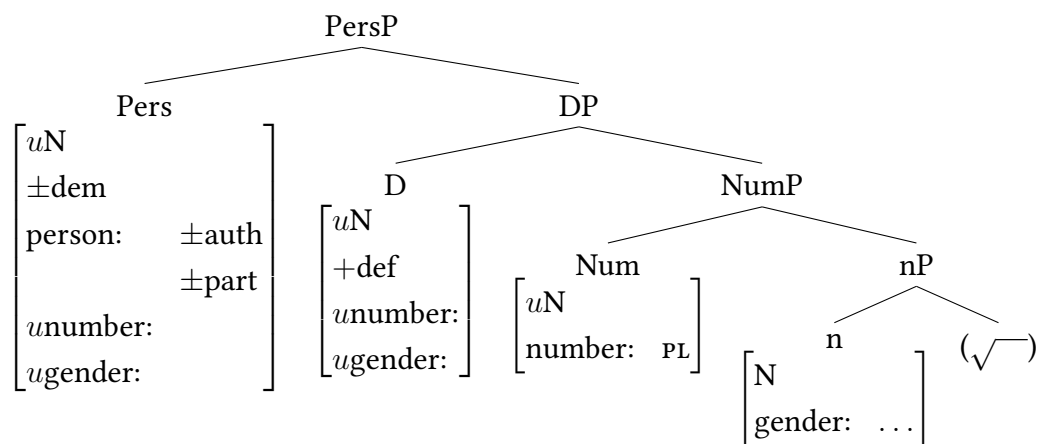 PersP
Pers DP
uN
±dem
person: ±auth
±part
unumber:
ugender:
D NumP
uN
+def
unumber:
ugender:
Num nP
uN
number: PL
n (√)
N
gender: ...